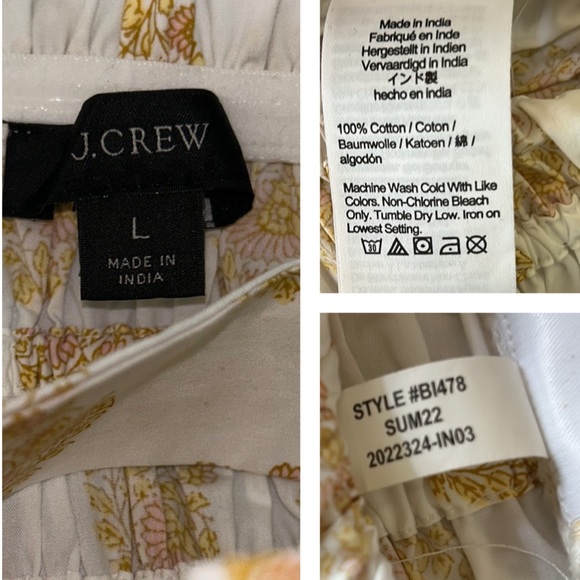 J.CREW
L
MADE IN
INDIA
Made in India
Fabriqué en Inde
Hergestellt in Indien
Vervaardigd in India
インド製
hecho en india
100% Cotton / Coton /
Baumwolle / Katoen / 綿 /
algodón
Machine Wash Cold With Like
Colors. Non-Chlorine Bleach
Only. Tumble Dry Low. Iron on
Lowest Setting.
30
STYLE #BI478
SUM22
2022324-IN03